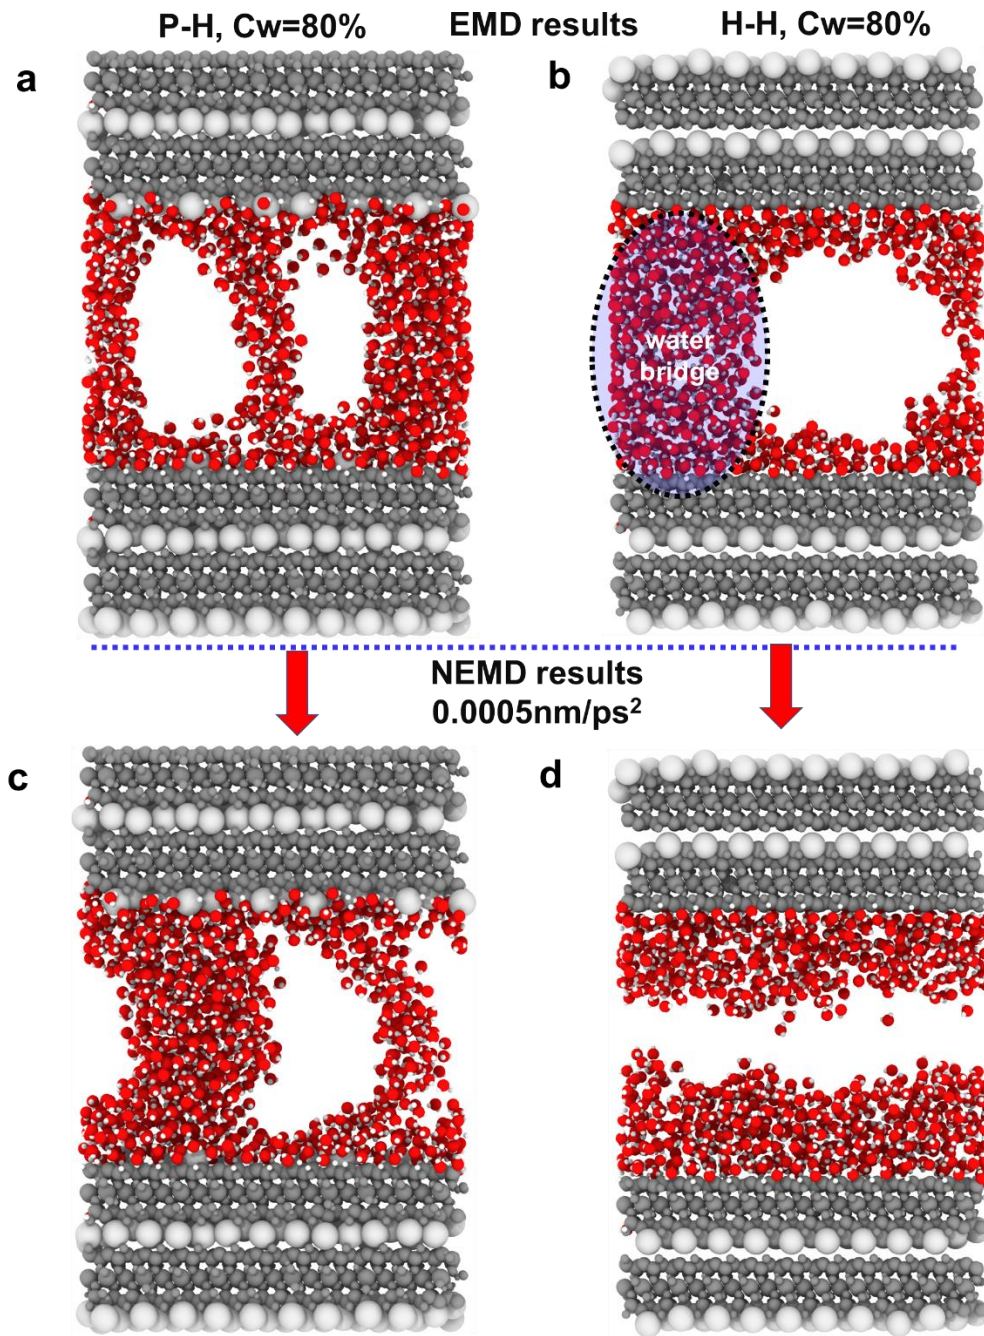 P-H, Cw=80% EMD results H-H, Cw=80%
a b
water
bridge
NEMD results
0.0005nm/ps²
c d